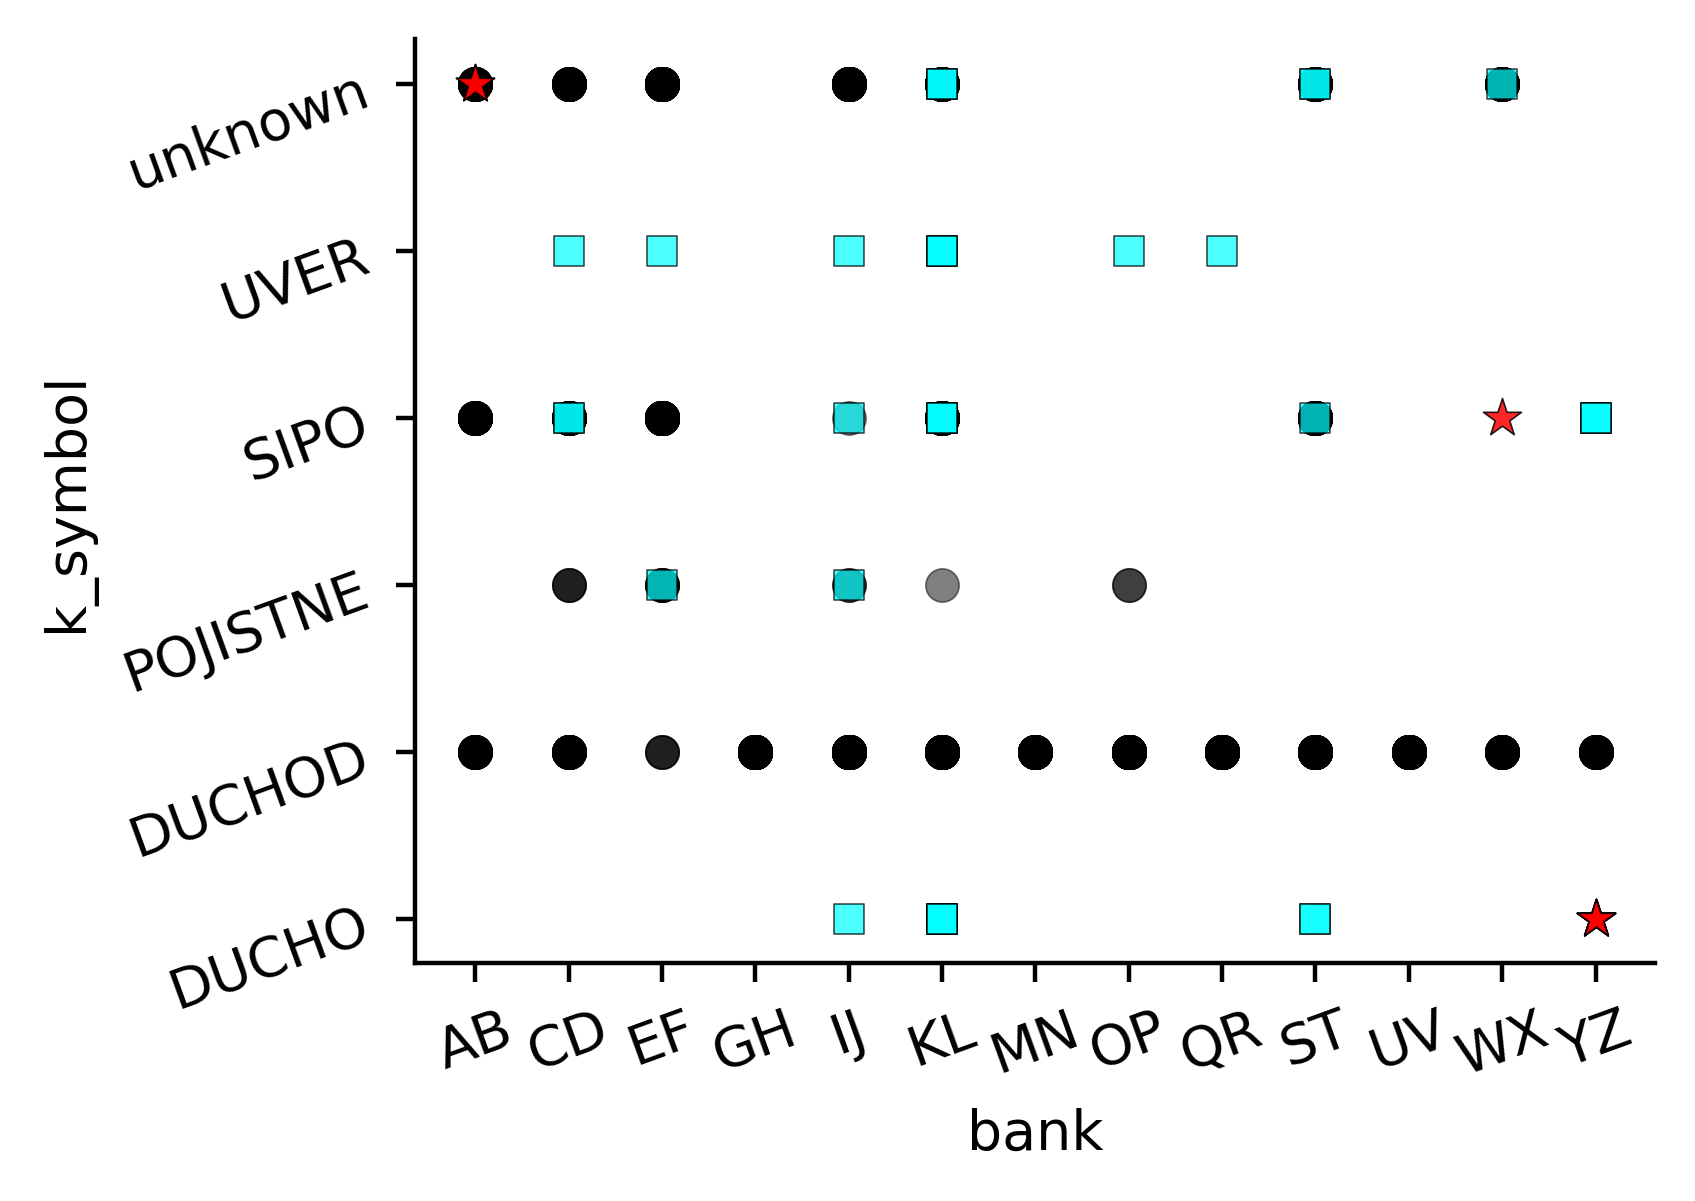 unknown
UVER
SIPO
POJISTNE
DUCHOD
DUCHO
k_symbol
AB CD EF GH IJ KL MN OP QR ST UV WX YZ
bank